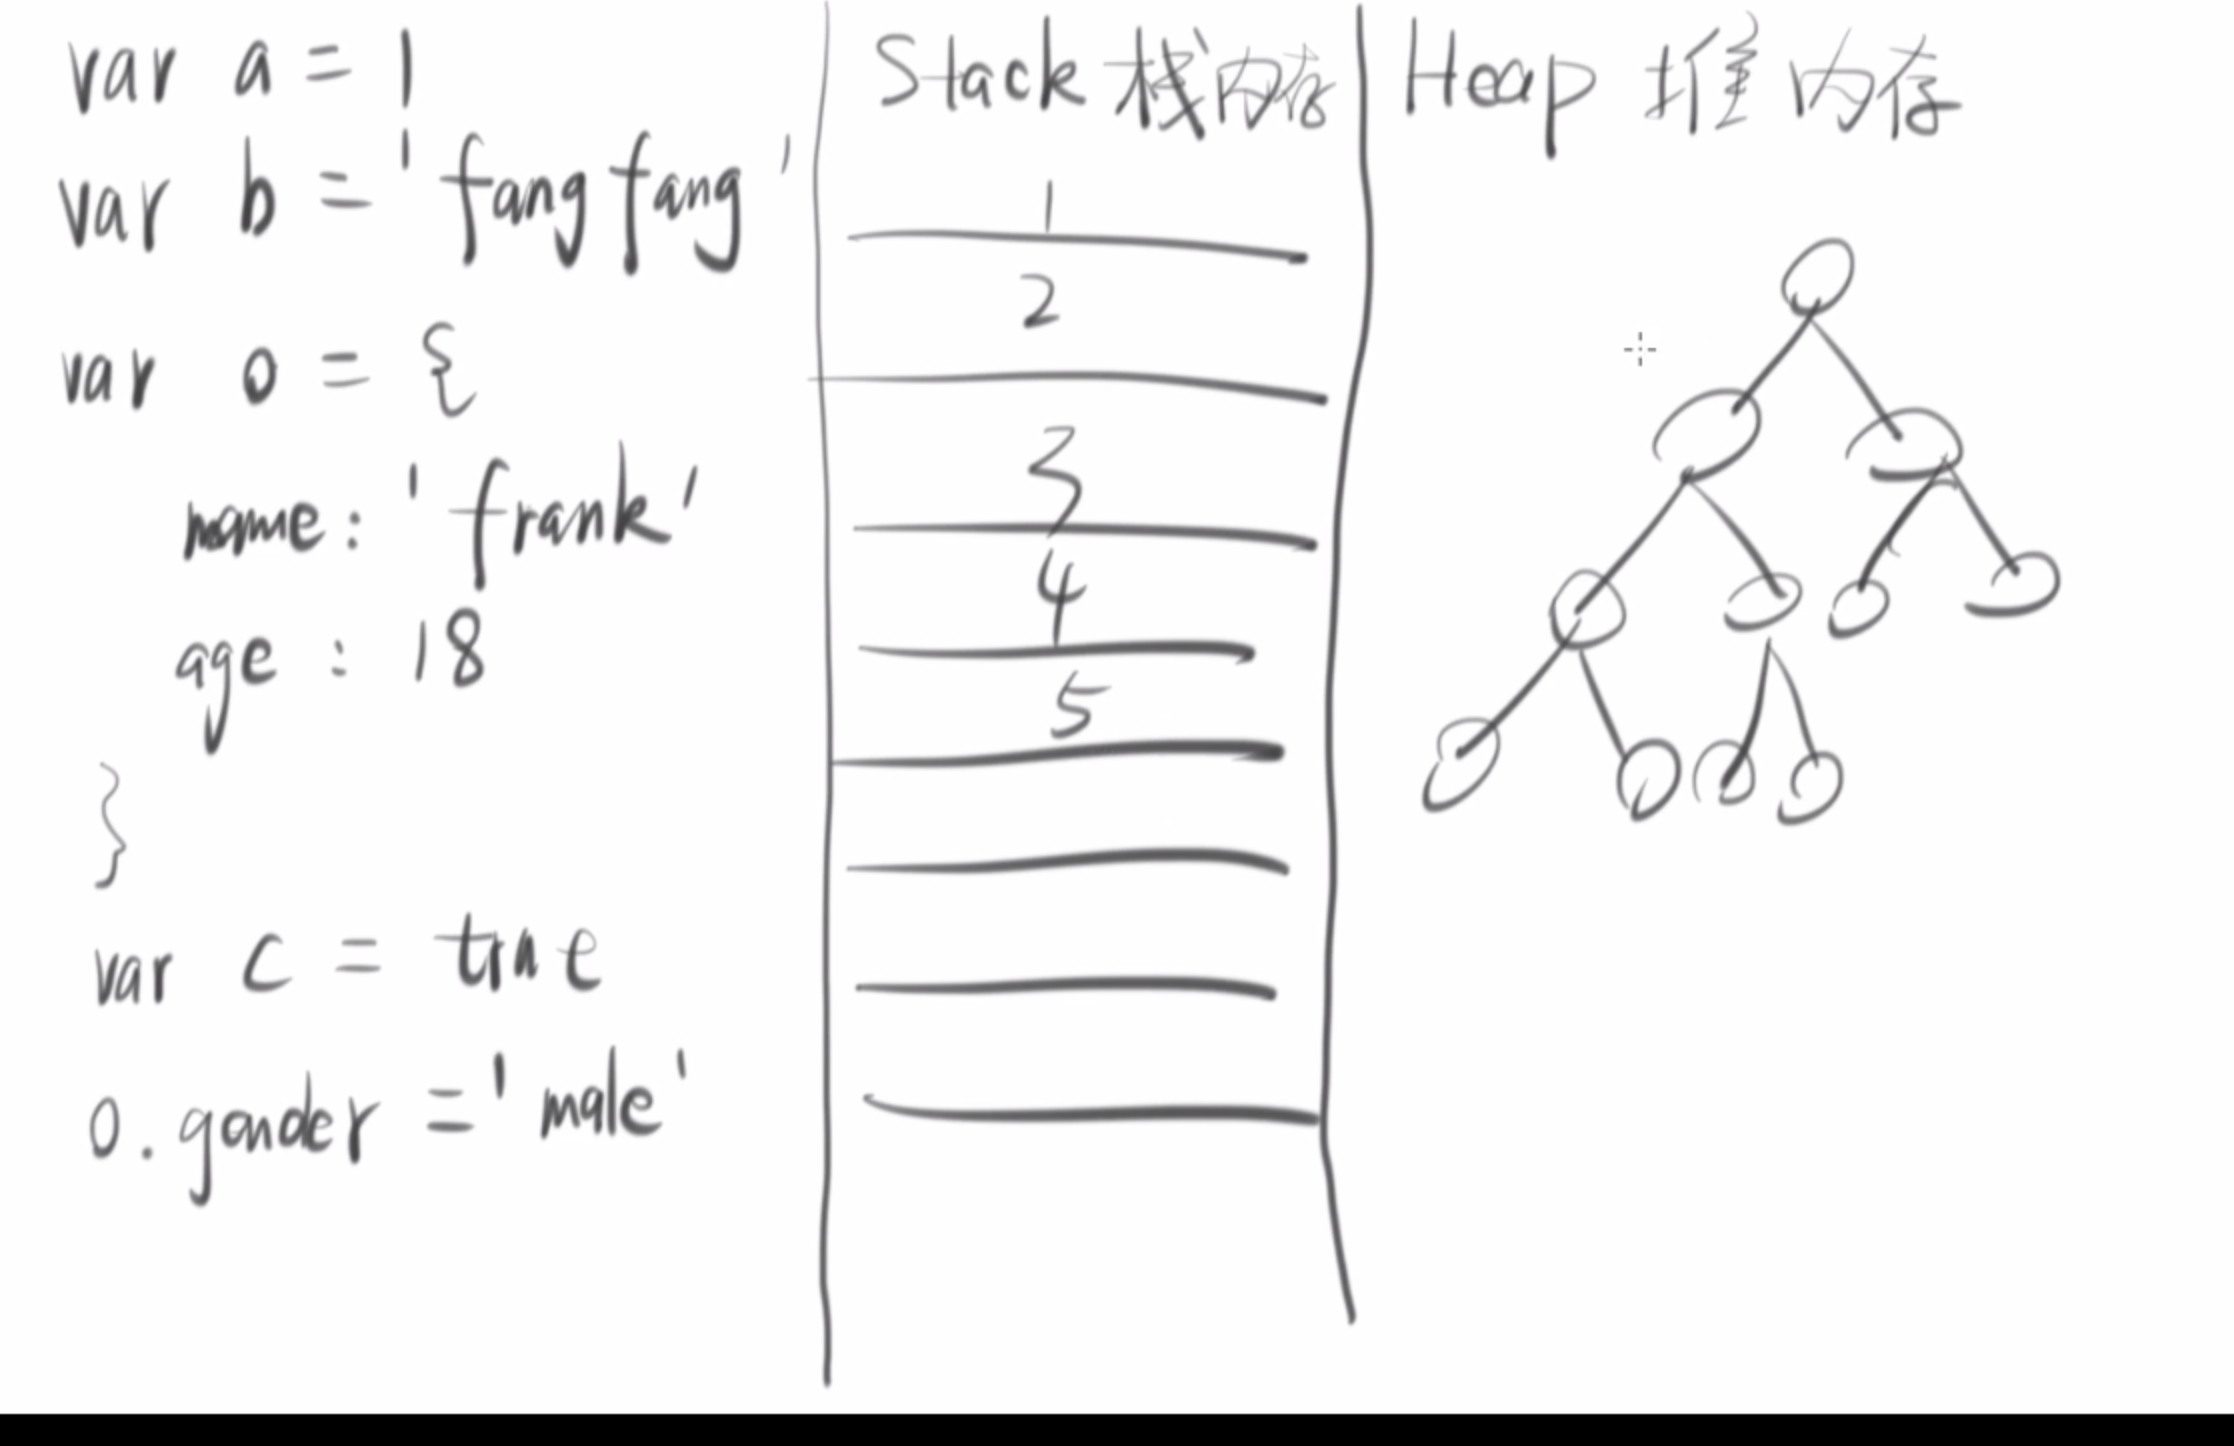 var a = 1
var b = 'fangfang'
var o = {
name: 'frank'
age: 18
}
var c = true
o.gender = 'male'
Stack 栈内存
1
2
3
4
5
Heap 堆内存